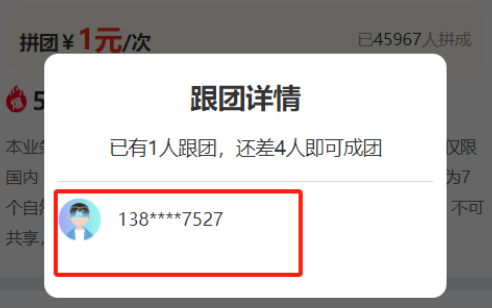 拼团¥1元/次
已45967人拼成
跟团详情
已有1人跟团，还差4人即可成团
5
本业
仅限
国内
为7
个自
不可
共享，
138****7527